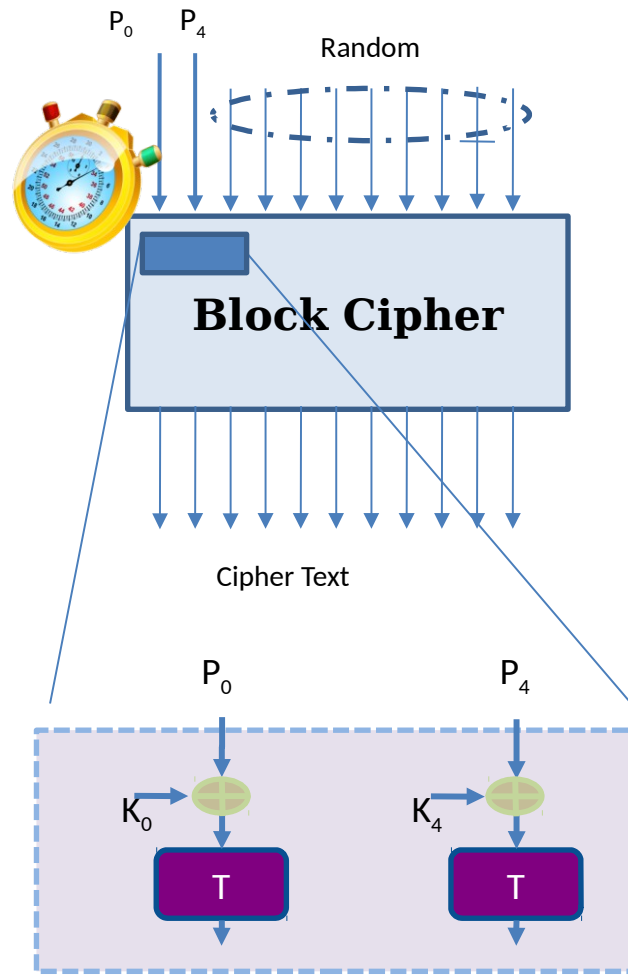 P₀ P₄
Random
Block Cipher
Cipher Text
P₀ P₄
K₀ K₄
T T